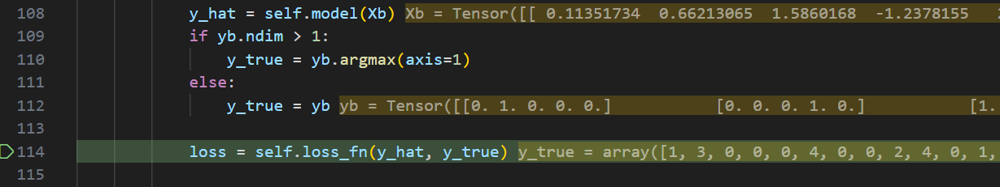 108 y_hat = self.model(Xb) Xb = Tensor([[ 0.11351734 0.66213065 1.5860168 -1.2378155
109 if yb.ndim > 1:
110 y_true = yb.argmax(axis=1)
111 else:
112 y_true = yb yb = Tensor([[0. 1. 0. 0. 0.] [0. 0. 0. 1. 0.] [1.
113
114 loss = self.loss_fn(y_hat, y_true) y_true = array([1, 3, 0, 0, 0, 4, 0, 0, 2, 4, 0, 1,
115